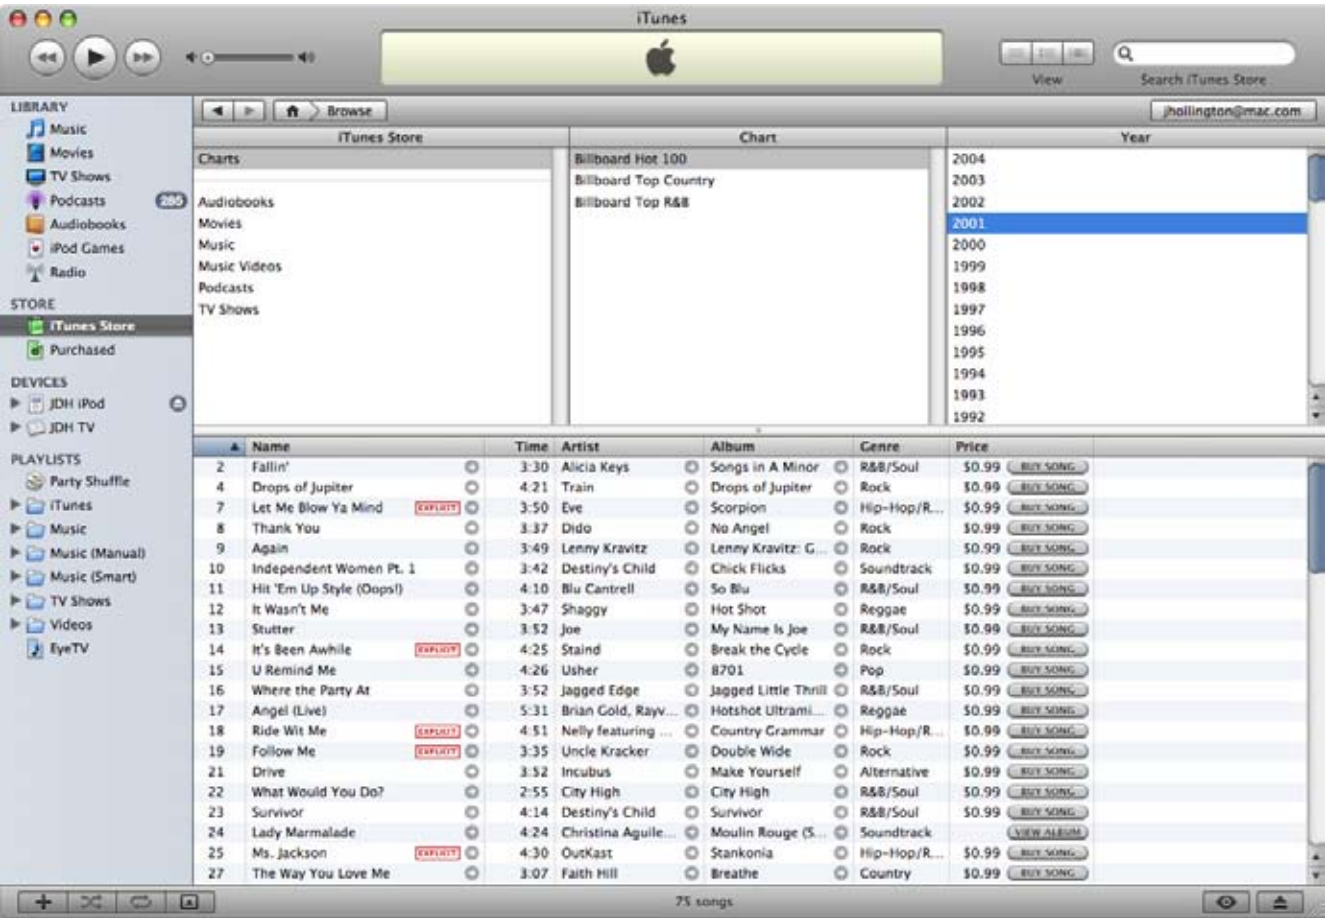 iTunes
View
Search iTunes Store
LIBRARY
Music
Movies
TV Shows
Podcasts 285
Audiobooks
iPod Games
Radio
STORE
iTunes Store
Purchased
DEVICES
JDH iPod
JDH TV
PLAYLISTS
Party Shuffle
iTunes
Music
Music (Manual)
Music (Smart)
TV Shows
Videos
EyeTV
Browse
jhollington@mac.com
iTunes Store
Charts
Audiobooks
Movies
Music
Music Videos
Podcasts
TV Shows
Chart
Billboard Hot 100
Billboard Top Country
Billboard Top R&B
Year
2004
2003
2002
2001
2000
1999
1998
1997
1996
1995
1994
1993
1992
Name Time Artist Album Genre Price
2 Fallin' 3:30 Alicia Keys Songs in A Minor R&B/Soul $0.99 BUY SONG
4 Drops of Jupiter 4:21 Train Drops of Jupiter Rock $0.99 BUY SONG
7 Let Me Blow Ya Mind EXPLICIT 3:50 Eve Scorpion Hip-Hop/R... $0.99 BUY SONG
8 Thank You 3:37 Dido No Angel Rock $0.99 BUY SONG
9 Again 3:49 Lenny Kravitz Lenny Kravitz: G... Rock $0.99 BUY SONG
10 Independent Women Pt. 1 3:42 Destiny's Child Chick Flicks Soundtrack $0.99 BUY SONG
11 Hit 'Em Up Style (Oops!) 4:10 Blu Cantrell So Blu R&B/Soul $0.99 BUY SONG
12 It Wasn't Me 3:47 Shaggy Hot Shot Reggae $0.99 BUY SONG
13 Stutter 3:52 Joe My Name Is Joe R&B/Soul $0.99 BUY SONG
14 It's Been Awhile EXPLICIT 4:25 Staind Break the Cycle Rock $0.99 BUY SONG
15 U Remind Me 4:26 Usher 8701 Pop $0.99 BUY SONG
16 Where the Party At 3:52 Jagged Edge Jagged Little Thrill R&B/Soul $0.99 BUY SONG
17 Angel (Live) 5:31 Brian Gold, Rayv... Hotshot Ultrami... Reggae $0.99 BUY SONG
18 Ride Wit Me EXPLICIT 4:51 Nelly featuring ... Country Grammar Hip-Hop/R... $0.99 BUY SONG
19 Follow Me EXPLICIT 3:35 Uncle Kracker Double Wide Rock $0.99 BUY SONG
21 Drive 3:52 Incubus Make Yourself Alternative $0.99 BUY SONG
22 What Would You Do? 2:55 City High City High R&B/Soul $0.99 BUY SONG
23 Survivor 4:14 Destiny's Child Survivor R&B/Soul $0.99 BUY SONG
24 Lady Marmalade 4:24 Christina Aguile... Moulin Rouge (S... Soundtrack VIEW ALBUM
25 Ms. Jackson EXPLICIT 4:30 OutKast Stankonia Hip-Hop/R... $0.99 BUY SONG
27 The Way You Love Me 3:07 Faith Hill Breathe Country $0.99 BUY SONG
75 songs